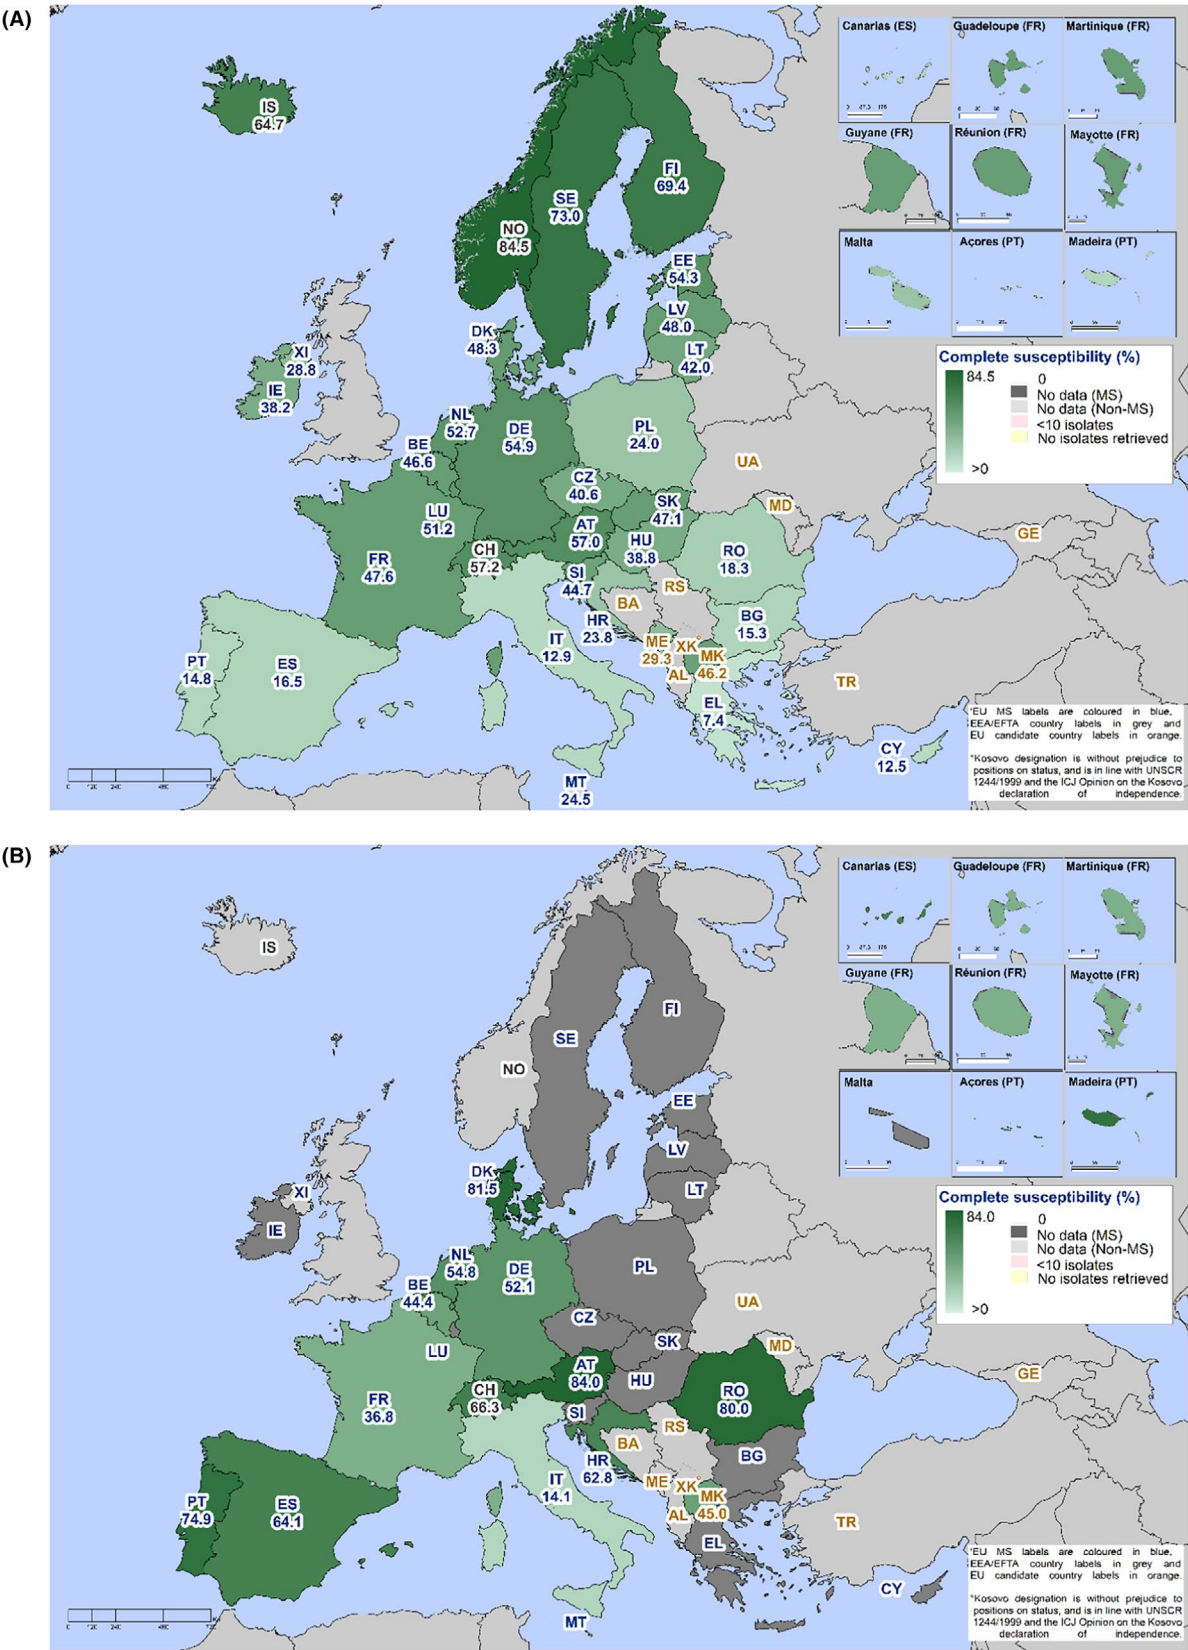 (A)
IS
64.7
FI
69.4
SE
73.0
NO
84.5
EE
54.3
LV
48.0
DK
48.3
LT
42.0
XI
28.8
IE
38.2
NL
52.7
DE
54.9
PL
24.0
BE
46.6
UA
CZ
40.6
LU
51.2
SK
47.1
MD
AT
57.0
HU
38.8
CH
57.2
RO
18.3
GE
FR
47.6
SI
44.7
RS
BA
BG
15.3
HR
23.8
IT
12.9
ME
29.3
XK*
MK
46.2
AL
PT
14.8
ES
16.5
TR
EL
7.4
CY
12.5
MT
24.5
Canarias (ES)
Guadeloupe (FR)
Martinique (FR)
Guyane (FR)
Réunion (FR)
Mayotte (FR)
Malta
Açores (PT)
Madeira (PT)
Complete susceptibility (%)
84.5
>0
0
No data (MS)
No data (Non-MS)
<10 isolates
No isolates retrieved
EU MS labels are coloured in blue,
EEA/EFTA country labels in grey and
EU candidate country labels in orange.
*Kosovo designation is without prejudice to
positions on status, and is in line with UNSCR
1244/1999 and the ICJ Opinion on the Kosovo
declaration of independence.
(B)
IS
FI
SE
NO
EE
LV
DK
81.5
LT
XI
IE
NL
54.8
DE
52.1
PL
BE
44.4
UA
CZ
LU
SK
MD
AT
84.0
HU
CH
66.3
RO
80.0
GE
FR
36.8
SI
RS
BA
BG
HR
62.8
IT
14.1
ME
XK*
MK
45.0
AL
PT
74.9
ES
64.1
TR
EL
CY
MT
Canarias (ES)
Guadeloupe (FR)
Martinique (FR)
Guyane (FR)
Réunion (FR)
Mayotte (FR)
Malta
Açores (PT)
Madeira (PT)
Complete susceptibility (%)
84.0
>0
0
No data (MS)
No data (Non-MS)
<10 isolates
No isolates retrieved
EU MS labels are coloured in blue,
EEA/EFTA country labels in grey and
EU candidate country labels in orange.
*Kosovo designation is without prejudice to
positions on status, and is in line with UNSCR
1244/1999 and the ICJ Opinion on the Kosovo
declaration of independence.